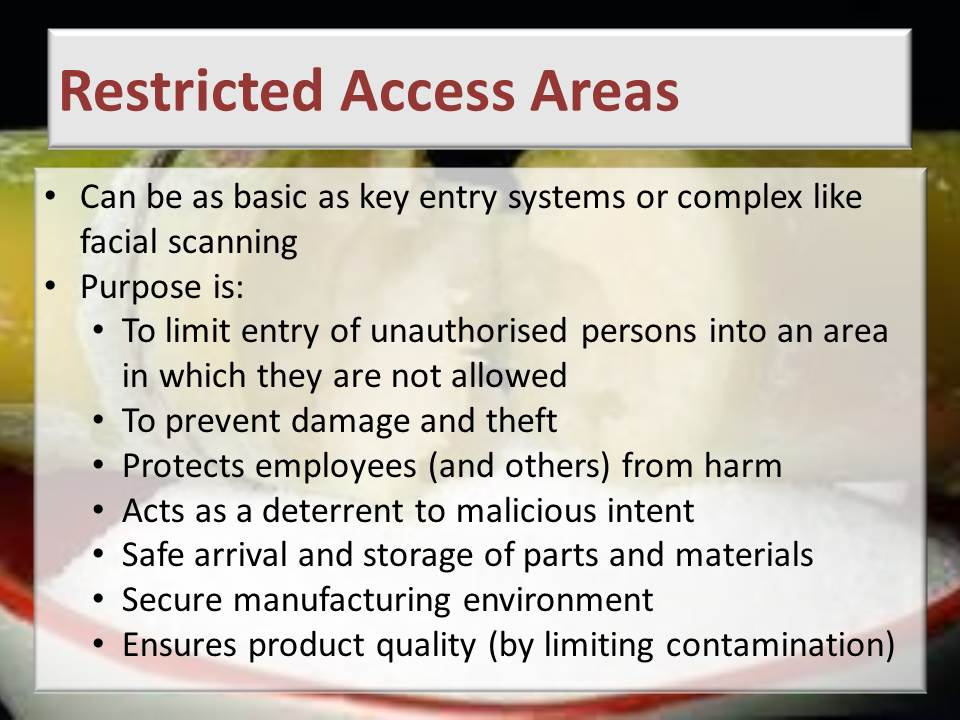 Restricted Access Areas
• Can be as basic as key entry systems or complex like
facial scanning
• Purpose is:
• To limit entry of unauthorised persons into an area
in which they are not allowed
• To prevent damage and theft
• Protects employees (and others) from harm
• Acts as a deterrent to malicious intent
• Safe arrival and storage of parts and materials
• Secure manufacturing environment
• Ensures product quality (by limiting contamination)